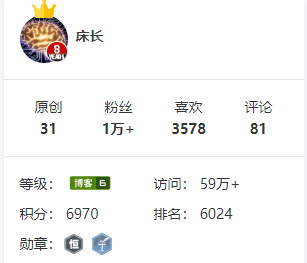 床长
8
YEARS
原创 粉丝 喜欢 评论
31 1万+ 3578 81
等级： 博客 6 访问： 59万+
积分： 6970 排名： 6024
勋章： 恒